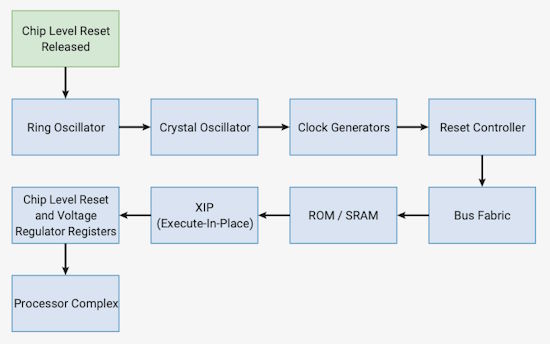 Chip Level Reset
Released
Ring Oscillator
Crystal Oscillator
Clock Generators
Reset Controller
Bus Fabric
ROM / SRAM
XIP
(Execute-In-Place)
Chip Level Reset
and Voltage
Regulator Registers
Processor Complex